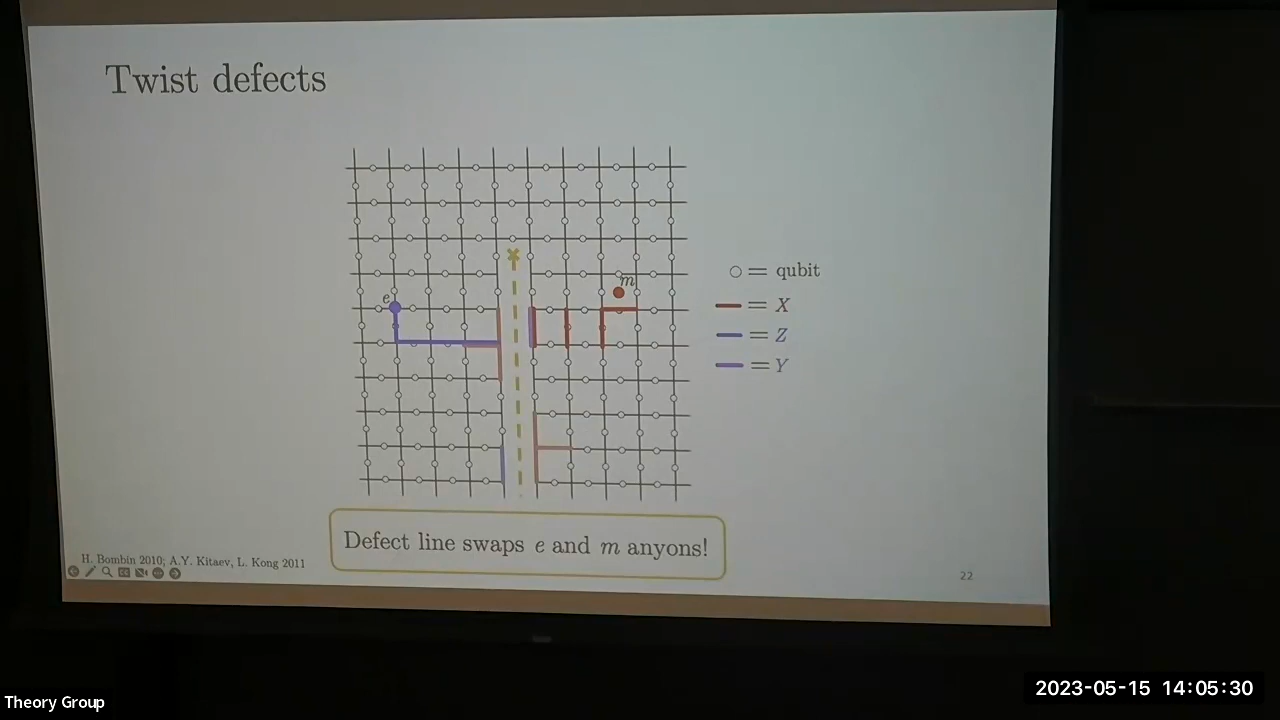 Twist defects
e
m
= qubit
= X
= Z
= Y
Defect line swaps e and m anyons!
H. Bombin 2010; A.Y. Kitaev, L. Kong 2011
22
Theory Group
2023-05-15 14:05:30